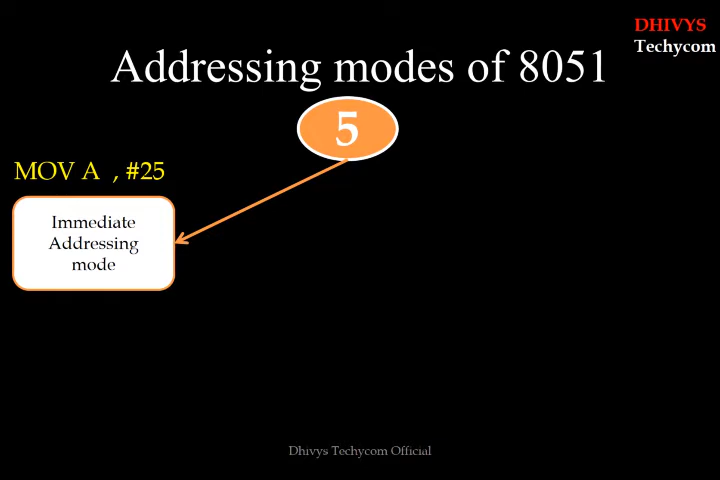 DHIVYS
Techycom
Addressing modes of 8051
5
MOV A , #25
Immediate
Addressing
mode
Dhivys Techycom Official